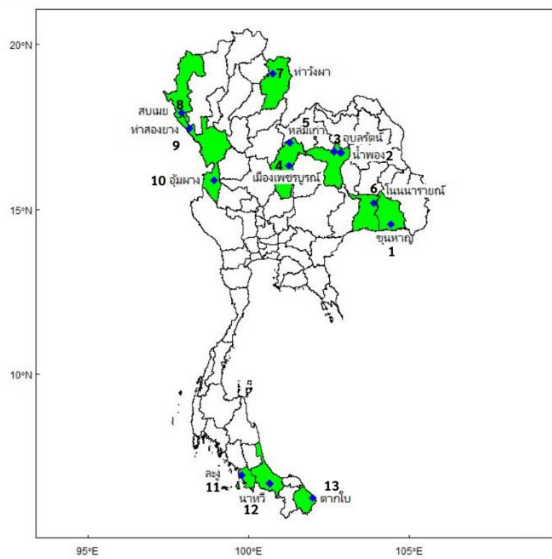 20°N
7 ท่าวังผา
8
สบเมย
ท่าสองยาง
9
5
หล่มเก่า
3
อุบลรัตน์
น้ำพอง 2
4
เมืองเพชรบูรณ์
10 อุ้มผาง
6
โนนนารายณ์
15°N
ขุนหาญ
1
10°N
ละงู
11
นาทวี
12
13
ตากใบ
95°E 100°E 105°E